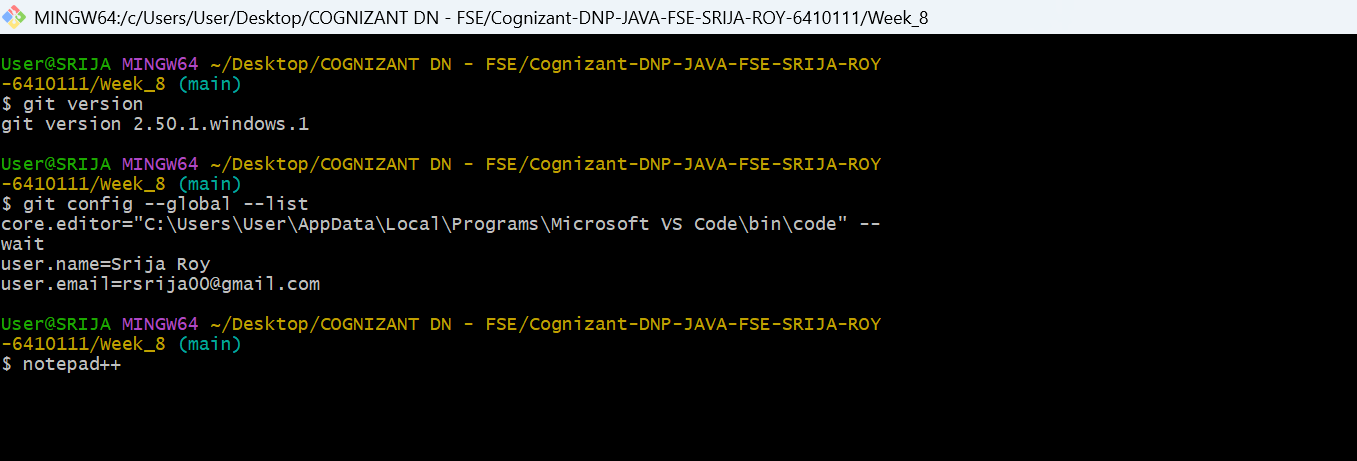 MINGW64:/c/Users/User/Desktop/COGNIZANT DN - FSE/Cognizant-DNP-JAVA-FSE-SRIJA-ROY-6410111/Week_8
User@SRIJA MINGW64 ~/Desktop/COGNIZANT DN - FSE/Cognizant-DNP-JAVA-FSE-SRIJA-ROY
-6410111/Week_8 (main)
$ git version
git version 2.50.1.windows.1
User@SRIJA MINGW64 ~/Desktop/COGNIZANT DN - FSE/Cognizant-DNP-JAVA-FSE-SRIJA-ROY
-6410111/Week_8 (main)
$ git config --global --list
core.editor="C:\Users\User\AppData\Local\Programs\Microsoft VS Code\bin\code" --
wait
user.name=Srija Roy
user.email=rsrija00@gmail.com
User@SRIJA MINGW64 ~/Desktop/COGNIZANT DN - FSE/Cognizant-DNP-JAVA-FSE-SRIJA-ROY
-6410111/Week_8 (main)
$ notepad++